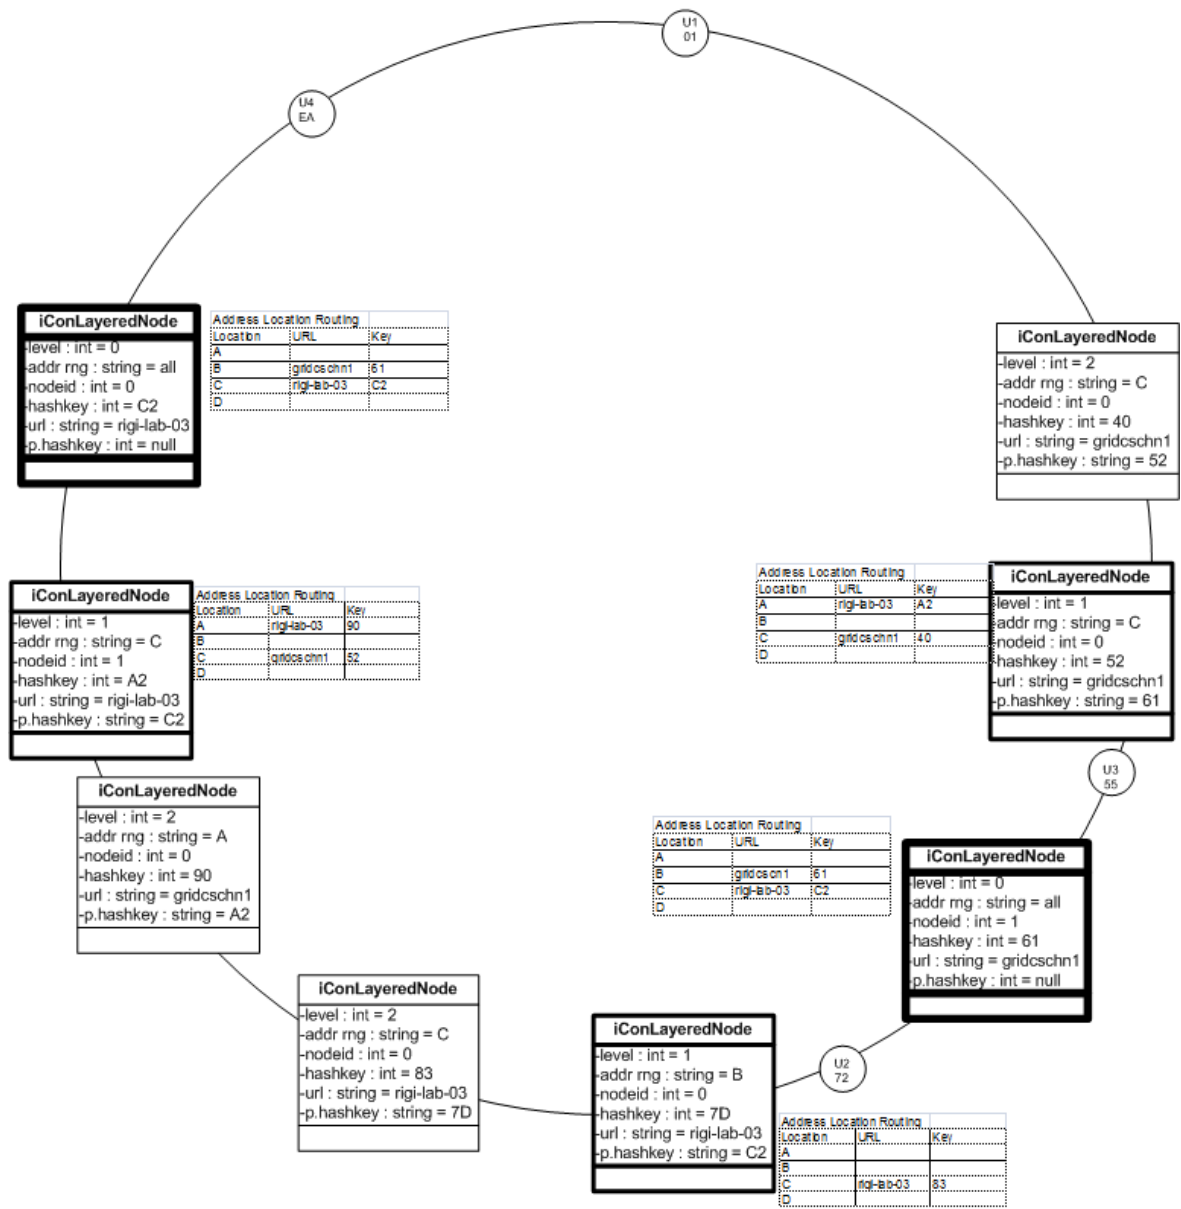 U1
01
U4
EA
iConLayeredNode
-level : int = 0
-addr rng : string = all
-nodeid : int = 0
-hashkey : int = C2
-url : string = rigi-lab-03
-p.hashkey : int = null
Address Location Routing
Location URL Key
A
B gridcschn1 61
C rigi-lab-03 C2
D
iConLayeredNode
-level : int = 2
-addr rng : string = C
-nodeid : int = 0
-hashkey : int = 40
-url : string = gridcschn1
-p.hashkey : string = 52
iConLayeredNode
-level : int = 1
-addr rng : string = C
-nodeid : int = 1
-hashkey : int = A2
-url : string = rigi-lab-03
-p.hashkey : string = C2
Address Location Routing
Location URL Key
A rigi-lab-03 90
B
C gridcschn1 52
D
Address Location Routing
Location URL Key
A rigi-lab-03 A2
B
C gridcschn1 40
D
iConLayeredNode
-level : int = 1
-addr rng : string = C
-nodeid : int = 0
-hashkey : int = 52
-url : string = gridcschn1
-p.hashkey : string = 61
U3
55
iConLayeredNode
-level : int = 2
-addr rng : string = A
-nodeid : int = 0
-hashkey : int = 90
-url : string = gridcschn1
-p.hashkey : string = A2
Address Location Routing
Location URL Key
A
B gridcscn1 61
C rigi-lab-03 C2
D
iConLayeredNode
-level : int = 0
-addr rng : string = all
-nodeid : int = 1
-hashkey : int = 61
-url : string = gridcschn1
-p.hashkey : int = null
iConLayeredNode
-level : int = 2
-addr rng : string = C
-nodeid : int = 0
-hashkey : int = 83
-url : string = rigi-lab-03
-p.hashkey : string = 7D
iConLayeredNode
-level : int = 1
-addr rng : string = B
-nodeid : int = 0
-hashkey : int = 7D
-url : string = rigi-lab-03
-p.hashkey : string = C2
U2
72
Address Location Routing
Location URL Key
A
B
C rigi-lab-03 83
D